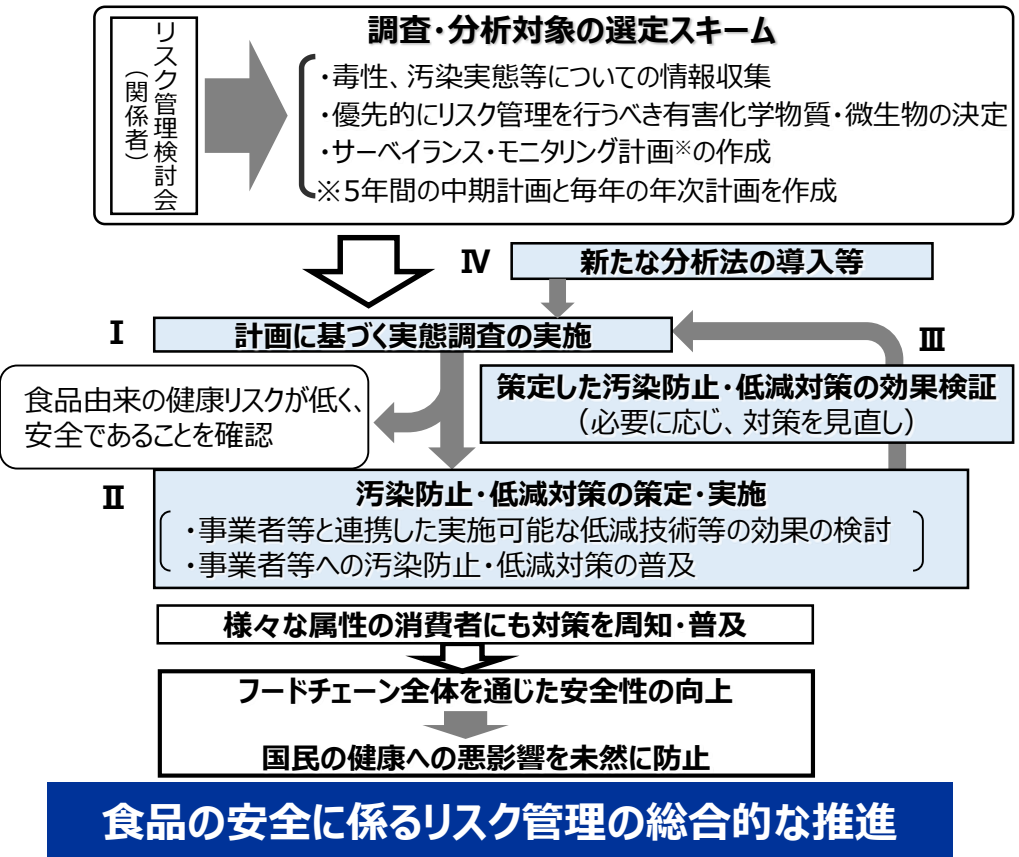 調査・分析対象の選定スキーム
リスク管理検討会
（関係者）
・毒性、汚染実態等についての情報収集
・優先的にリスク管理を行うべき有害化学物質・微生物の決定
・サーベイランス・モニタリング計画※の作成
※５年間の中期計画と毎年の年次計画を作成
Ⅳ 新たな分析法の導入等
Ⅰ 計画に基づく実態調査の実施
Ⅲ
策定した汚染防止・低減対策の効果検証
（必要に応じ、対策を見直し）
食品由来の健康リスクが低く、
安全であることを確認
Ⅱ 汚染防止・低減対策の策定・実施
・事業者等と連携した実施可能な低減技術等の効果の検討
・事業者等への汚染防止・低減対策の普及
様々な属性の消費者にも対策を周知・普及
フードチェーン全体を通じた安全性の向上
国民の健康への悪影響を未然に防止
食品の安全に係るリスク管理の総合的な推進